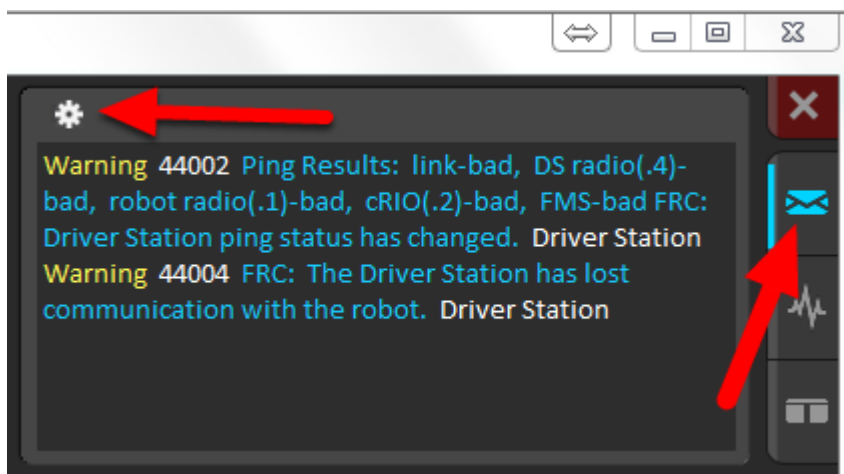 Warning 44002 Ping Results: link-bad, DS radio(.4)-
bad, robot radio(.1)-bad, cRIO(.2)-bad, FMS-bad FRC:
Driver Station ping status has changed. Driver Station
Warning 44004 FRC: The Driver Station has lost
communication with the robot. Driver Station